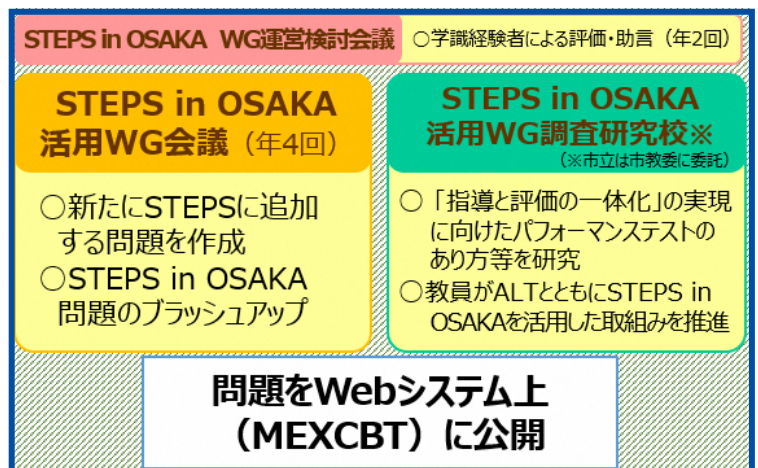 STEPS in OSAKA WG運営検討会議 ○学識経験者による評価・助言（年2回）
STEPS in OSAKA
活用WG会議（年4回）
○新たにSTEPSに追加
する問題を作成
○STEPS in OSAKA
問題のブラッシュアップ
STEPS in OSAKA
活用WG調査研究校※
（※市立は市教委に委託）
○「指導と評価の一体化」の実現
に向けたパフォーマンステストの
あり方等を研究
○教員がALTとともにSTEPS in
OSAKAを活用した取組みを推進
問題をWebシステム上
（MEXCBT）に公開